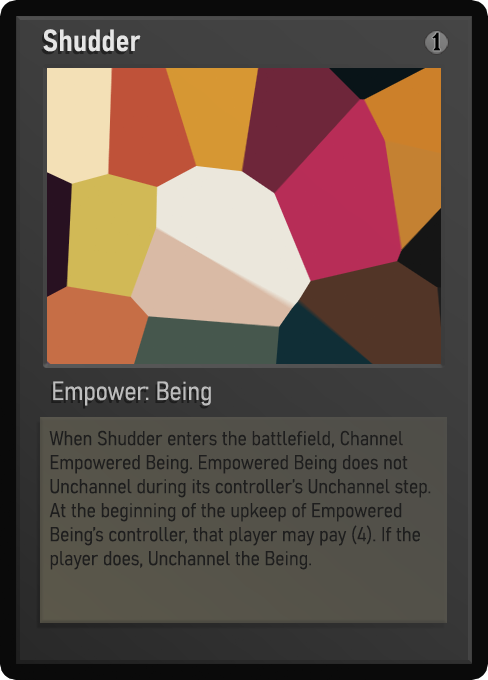 Shudder 1
Empower: Being
When Shudder enters the battlefield, Channel
Empowered Being. Empowered Being does not
Unchannel during its controller's Unchannel step.
At the beginning of the upkeep of Empowered
Being's controller, that player may pay (4). If the
player does, Unchannel the Being.